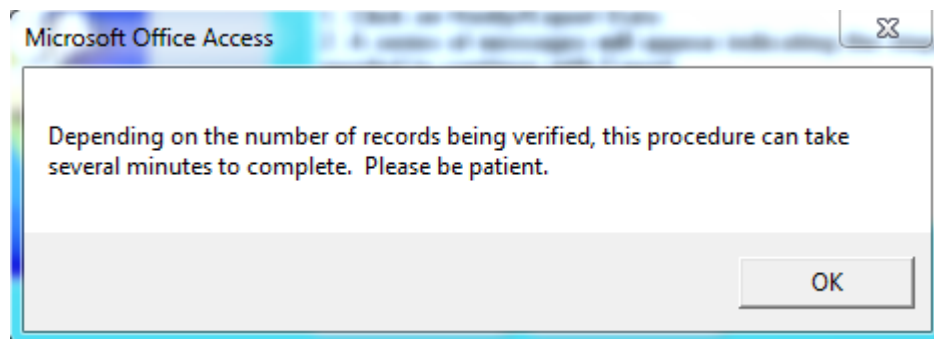 Microsoft Office Access
Depending on the number of records being verified, this procedure can take
several minutes to complete.  Please be patient.
OK